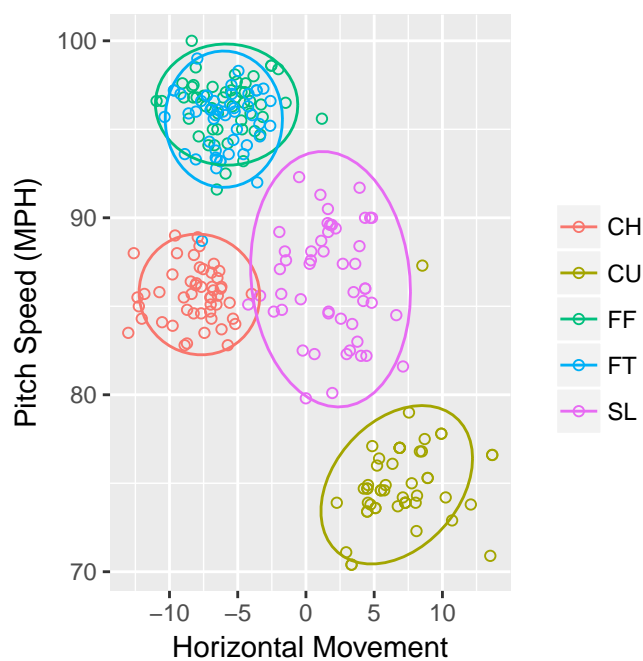 100
90
80
70
Pitch Speed (MPH)
−10 −5 0 5 10
Horizontal Movement
CH
CU
FF
FT
SL